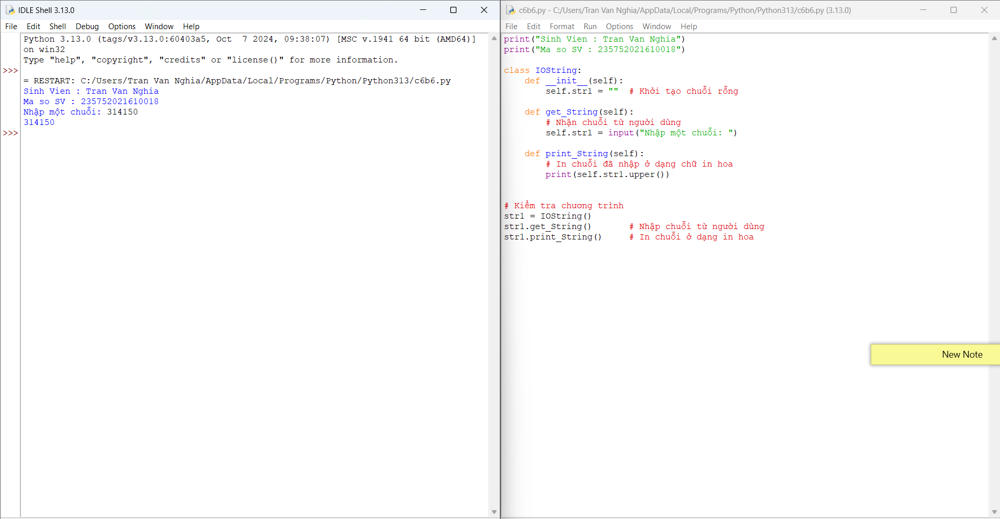 IDLE Shell 3.13.0
File Edit Shell Debug Options Window Help
Python 3.13.0 (tags/v3.13.0:60403a5, Oct  7 2024, 09:38:07) [MSC v.1941 64 bit (AMD64)]
on win32
Type "help", "copyright", "credits" or "license()" for more information.
>>>
= RESTART: C:/Users/Tran Van Nghia/AppData/Local/Programs/Python/Python313/c6b6.py
Sinh Vien : Tran Van Nghia
Ma so SV : 235752021610018
Nhập một chuỗi: 314150
314150
>>>
c6b6.py - C:/Users/Tran Van Nghia/AppData/Local/Programs/Python/Python313/c6b6.py (3.13.0)
File Edit Format Run Options Window Help
print("Sinh Vien : Tran Van Nghia")
print("Ma so SV : 235752021610018")
class IOString:
    def __init__(self):
        self.str1 = ""  # Khởi tạo chuỗi rỗng
    def get_String(self):
        # Nhận chuỗi từ người dùng
        self.str1 = input("Nhập một chuỗi: ")
    def print_String(self):
        # In chuỗi đã nhập ở dạng chữ in hoa
        print(self.str1.upper())
# Kiểm tra chương trình
str1 = IOString()
str1.get_String()       # Nhập chuỗi từ người dùng
str1.print_String()     # In chuỗi ở dạng in hoa
New Note